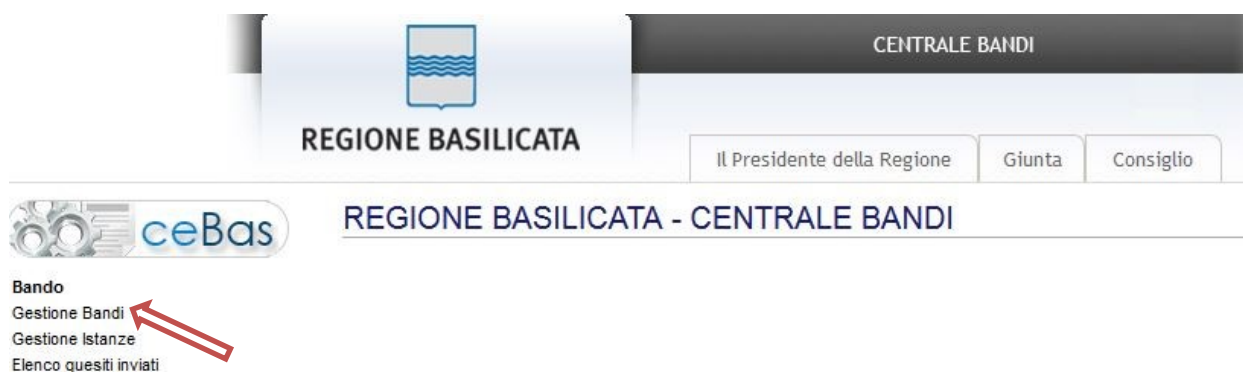 CENTRALE BANDI
REGIONE BASILICATA
Il Presidente della Regione
Giunta
Consiglio
ceBas
REGIONE BASILICATA - CENTRALE BANDI
Bando
Gestione Bandi
Gestione Istanze
Elenco quesiti inviati